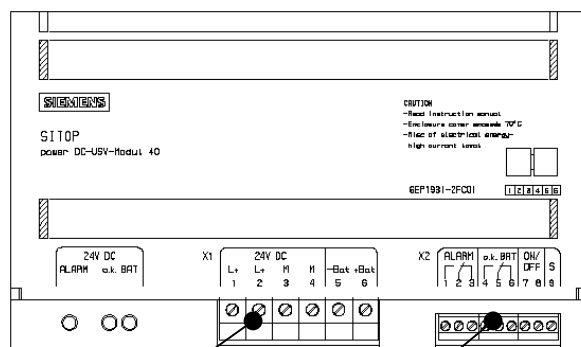 SIEMENS
SITOP
power DC-USV-Modul 40
CAUTION
-Read instruction manual
-Enclosure cover exceeds 70°C
-Risc of electrical energy-
high current level
6EP1931-2FC01
1 2 3 4 5 6
24V DC
ALARM o.k. BAT
X1
24V DC
L+ L+ M M -Bat +Bat
1 2 3 4 5 6
X2
ALARM o.k. BAT ON/
OFF S
1 2 3 4 5 6 7 8 9